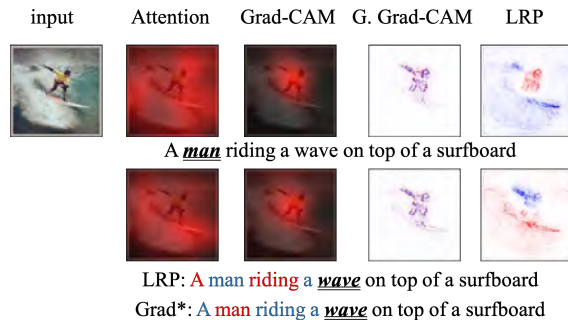 input Attention Grad-CAM G. Grad-CAM LRP
A man riding a wave on top of a surfboard
LRP: A man riding a wave on top of a surfboard
Grad*: A man riding a wave on top of a surfboard